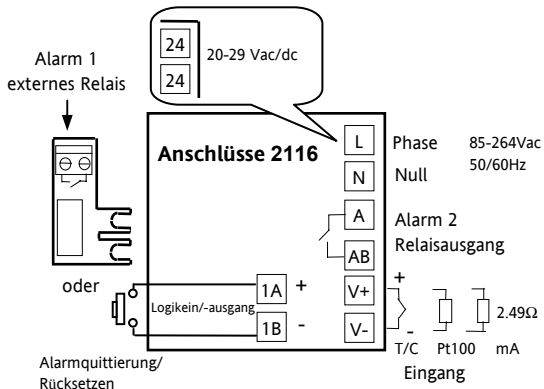 24
24
20-29 Vac/dc
Alarm 1
externes Relais
Anschlüsse 2116
L
Phase
85-264Vac
50/60Hz
N
Null
A
Alarm 2
Relaisausgang
AB
oder
Logikein/-ausgang
1A
+
1B
-
V+
+
V-
-
2.49Ω
T/C
Pt100
mA
Eingang
Alarmquittierung/
Rücksetzen